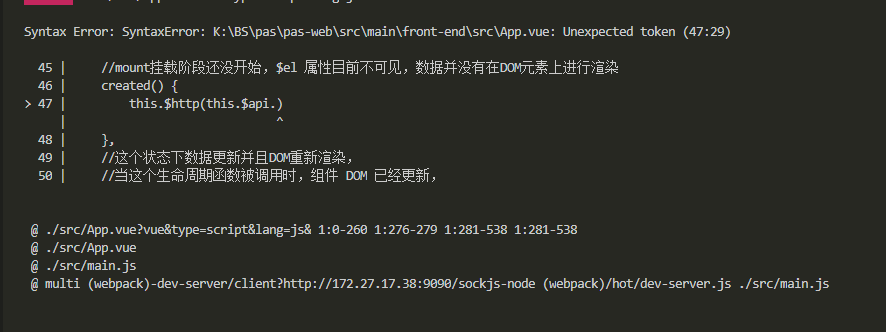 Syntax Error: SyntaxError: K:\BS\pas\pas-web\src\main\front-end\src\App.vue: Unexpected token (47:29)
45 |     //mount挂载阶段还没开始，$el 属性目前不可见，数据并没有在DOM元素上进行渲染
46 |     created() {
> 47 |         this.$http(this.$api.)
|                              ^
48 |     },
49 |     //这个状态下数据更新并且DOM重新渲染，
50 |     //当这个生命周期函数被调用时，组件 DOM 已经更新，
@ ./src/App.vue?vue&type=script&lang=js& 1:0-260 1:276-279 1:281-538 1:281-538
@ ./src/App.vue
@ ./src/main.js
@ multi (webpack)-dev-server/client?http://172.27.17.38:9090/sockjs-node (webpack)/hot/dev-server.js ./src/main.js